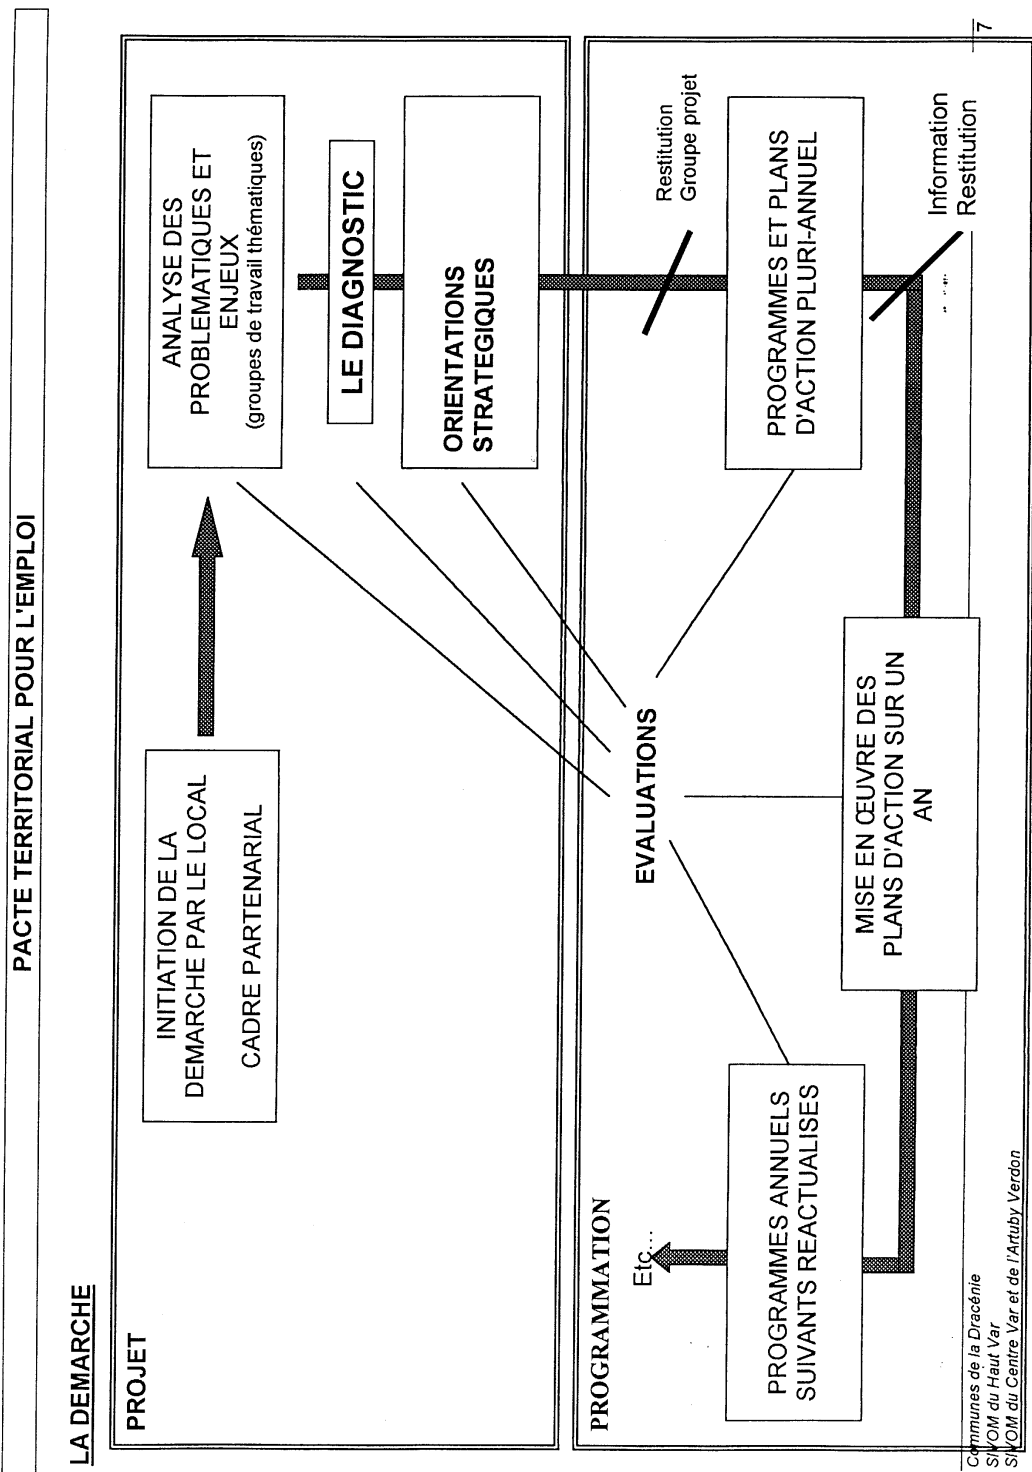 PACTE TERRITORIAL POUR L'EMPLOI
LA DEMARCHE
PROJET
INITIATION DE LA
DEMARCHE PAR LE LOCAL
CADRE PARTENARIAL
ANALYSE DES
PROBLEMATIQUES ET
ENJEUX
(groupes de travail thématiques)
LE DIAGNOSTIC
ORIENTATIONS
STRATEGIQUES
PROGRAMMATION
Etc...
EVALUATIONS
Restitution
Groupe projet
PROGRAMMES ANNUELS
SUIVANTS REACTUALISES
PROGRAMMES ET PLANS
D'ACTION PLURI-ANNUEL
MISE EN ŒUVRE DES
PLANS D'ACTION SUR UN
AN
Information
Restitution
Communes de la Dracénie
SIVOM du Haut Var
SIVOM du Centre Var et de l'Artuby Verdon
7